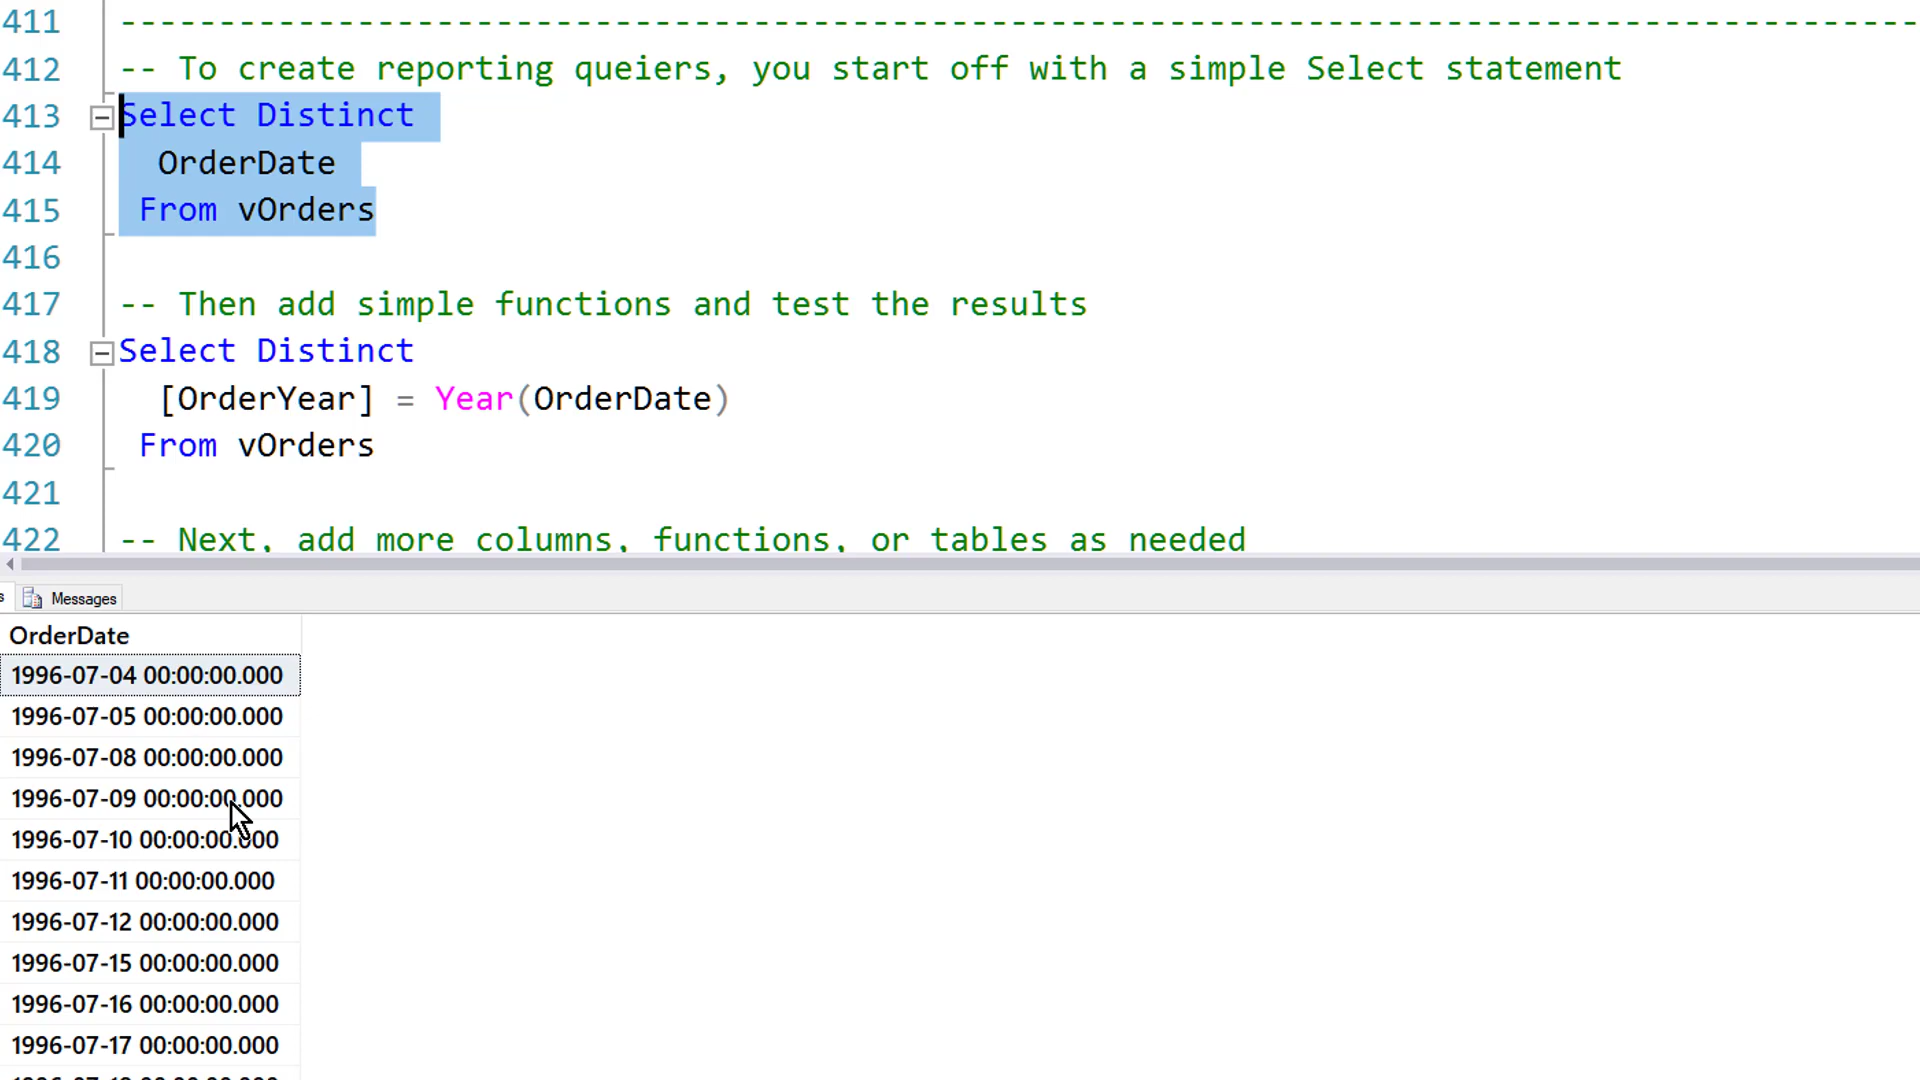 411 ----------------------------------------------------------------------------------------------
412 -- To create reporting queiers, you start off with a simple Select statement
413 Select Distinct
414 OrderDate
415 From vOrders
416
417 -- Then add simple functions and test the results
418 Select Distinct
419 [OrderYear] = Year(OrderDate)
420 From vOrders
421
422 -- Next, add more columns, functions, or tables as needed
s Messages
OrderDate
1996-07-04 00:00:00.000
1996-07-05 00:00:00.000
1996-07-08 00:00:00.000
1996-07-09 00:00:00.000
1996-07-10 00:00:00.000
1996-07-11 00:00:00.000
1996-07-12 00:00:00.000
1996-07-15 00:00:00.000
1996-07-16 00:00:00.000
1996-07-17 00:00:00.000